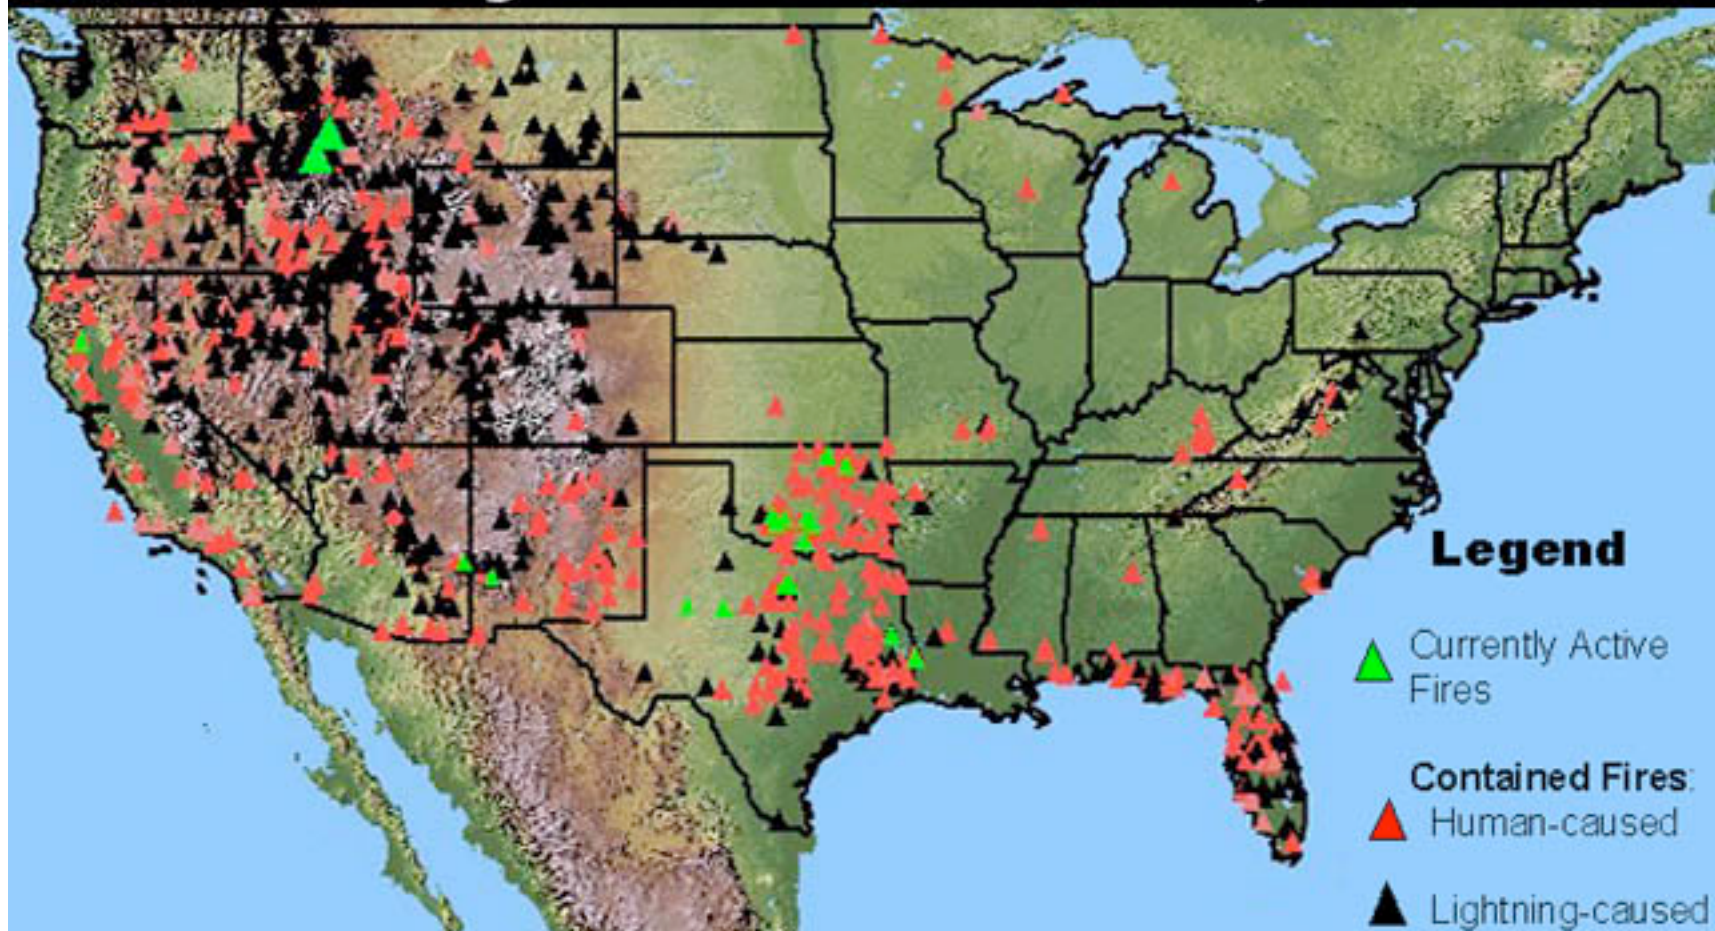 Legend
Currently Active
Fires
Contained Fires:
Human-caused
Lightning-caused